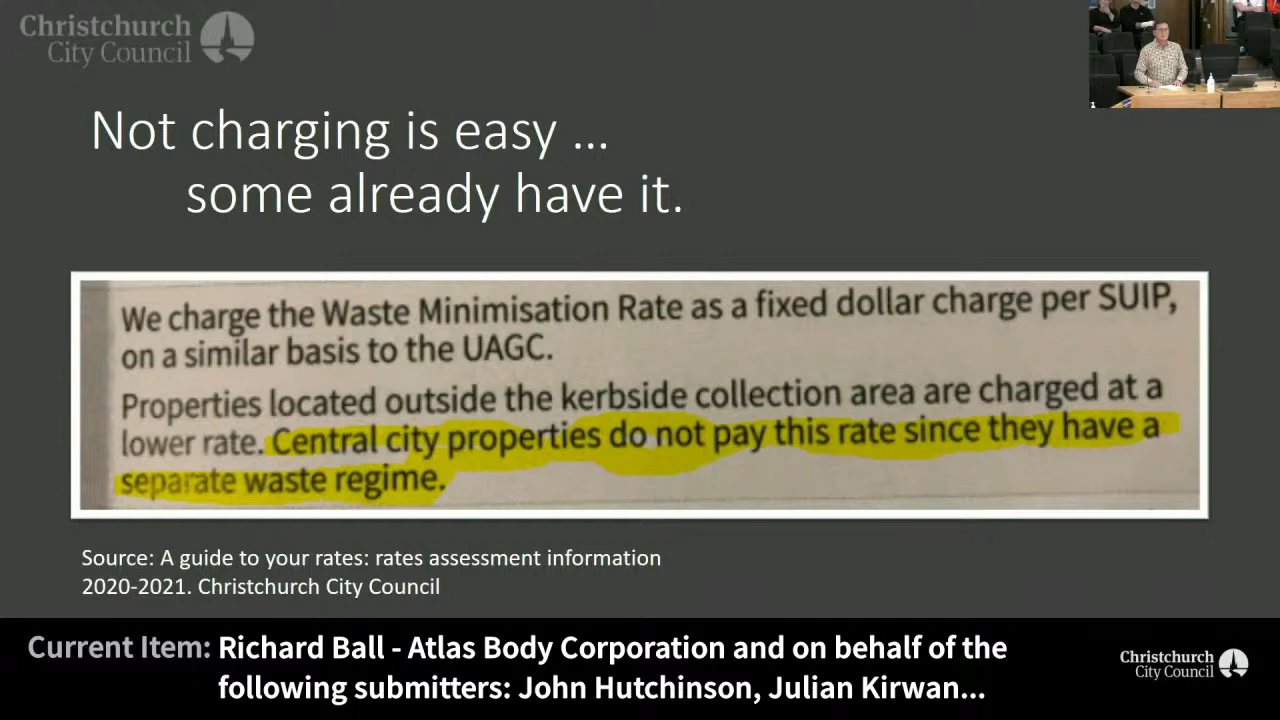 Christchurch
City Council
Not charging is easy ...
some already have it.
We charge the Waste Minimisation Rate as a fixed dollar charge per SUIP,
on a similar basis to the UAGC.
Properties located outside the kerbside collection area are charged at a
lower rate. Central city properties do not pay this rate since they have a
separate waste regime.
Source: A guide to your rates: rates assessment information
2020-2021. Christchurch City Council
Current Item: Richard Ball - Atlas Body Corporation and on behalf of the
following submitters: John Hutchinson, Julian Kirwan...
Christchurch
City Council